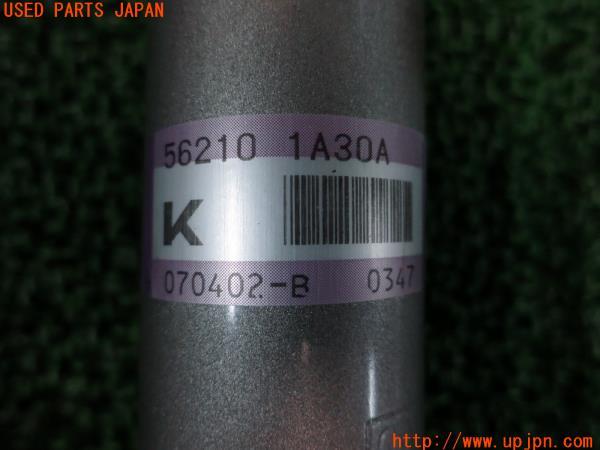 USED PARTS JAPAN
56210 1A30A
K
070402-B 0347
http://www.upjpn.com/